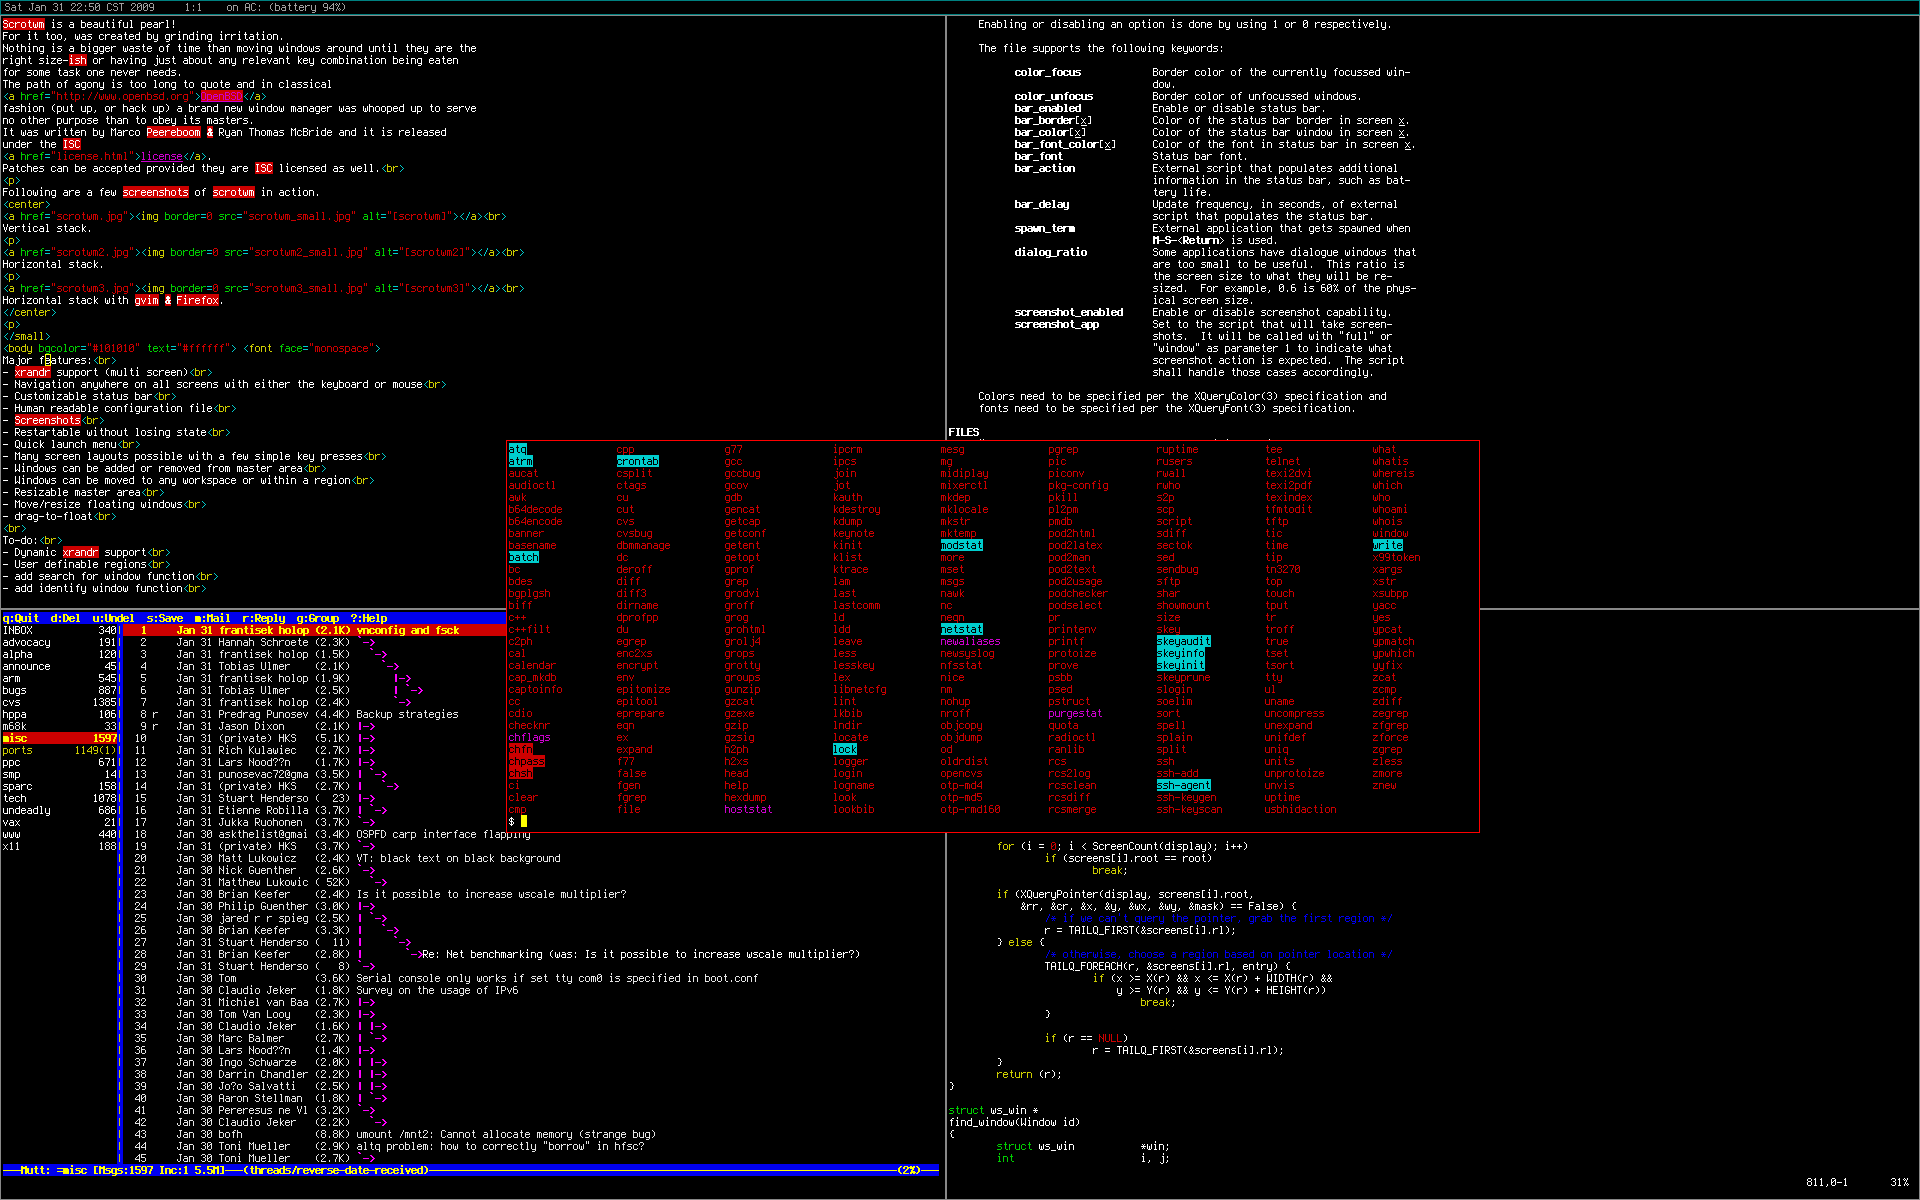 Sat Jan 31 22:50 CST 2009     1:1    on AC: (battery 94%)
Scrotwm is a beautiful pearl!
For it too, was created by grinding irritation.
Nothing is a bigger waste of time than moving windows around until they are the
right size-ish or having just about any relevant key combination being eaten
for some task one never needs.
The path of agony is too long to quote and in classical
<a href="http://www.openbsd.org">OpenBSD</a>
fashion (put up, or hack up) a brand new window manager was whooped up to serve
no other purpose than to obey its masters.
It was written by Marco Peereboom & Ryan Thomas McBride and it is released
under the ISC
<a href="license.html">license</a>.
Patches can be accepted provided they are ISC licensed as well.<br>
<p>
Following are a few screenshots of scrotwm in action.
<center>
<a href="scrotwm.jpg"><img border=0 src="scrotwm_small.jpg" alt="[scrotwm]"></a><br>
Vertical stack.
<p>
<a href="scrotwm2.jpg"><img border=0 src="scrotwm2_small.jpg" alt="[scrotwm2]"></a><br>
Horizontal stack.
<p>
<a href="scrotwm3.jpg"><img border=0 src="scrotwm3_small.jpg" alt="[scrotwm3]"></a><br>
Horizontal stack with gvim & Firefox.
</center>
<p>
</small>
<body bgcolor="#101010" text="#ffffff"> <font face="monospace">
Major features:<br>
- xrandr support (multi screen)<br>
- Navigation anywhere on all screens with either the keyboard or mouse<br>
- Customizable status bar<br>
- Human readable configuration file<br>
- Screenshots<br>
- Restartable without losing state<br>
- Quick launch menu<br>
- Many screen layouts possible with a few simple key presses<br>
- Windows can be added or removed from master area<br>
- Windows can be moved to any workspace or within a region<br>
- Resizable master area<br>
- Move/resize floating windows<br>
- drag-to-float<br>
<br>
To-do:<br>
- Dynamic xrandr support<br>
- User definable regions<br>
- add search for window function<br>
- add identify window function<br>
Enabling or disabling an option is done by using 1 or 0 respectively.
The file supports the following keywords:
color_focus Border color of the currently focussed win-
dow.
color_unfocus Border color of unfocussed windows.
bar_enabled Enable or disable status bar.
bar_border[x] Color of the status bar border in screen x.
bar_color[x] Color of the status bar window in screen x.
bar_font_color[x] Color of the font in status bar in screen x.
bar_font Status bar font.
bar_action External script that populates additional
information in the status bar, such as bat-
tery life.
bar_delay Update frequency, in seconds, of external
script that populates the status bar.
spawn_term External application that gets spawned when
M-S-<Return> is used.
dialog_ratio Some applications have dialogue windows that
are too small to be useful.  This ratio is
the screen size to what they will be re-
sized.  For example, 0.6 is 60% of the phys-
ical screen size.
screenshot_enabled Enable or disable screenshot capability.
screenshot_app Set to the script that will take screen-
shots.  It will be called with "full" or
"window" as parameter 1 to indicate what
screenshot action is expected.  The script
shall handle those cases accordingly.
Colors need to be specified per the XQueryColor(3) specification and
fonts need to be specified per the XQueryFont(3) specification.
FILES
atq cpp g77 ipcrm mesg pgrep ruptime tee what
atrm crontab gcc ipcs mg pic rusers telnet whatis
aucat csplit gccbug join midiplay piconv rwall texi2dvi whereis
audioctl ctags gcov jot mixerctl pkg-config rwho texi2pdf which
awk cu gdb kauth mkdep pkill s2p texindex who
b64decode cut gencat kdestroy mklocale pl2pm scp tfmtodit whoami
b64encode cvs getcap kdump mkstr pmdb script tftp whois
banner cvsbug getconf keynote mktemp pod2html sdiff tic window
basename dbmmanage getent kinit modstat pod2latex sectok time write
batch dc getopt klist more pod2man sed tip x99token
bc deroff gprof ktrace mset pod2text sendbug tn3270 xargs
bdes diff grep lam msgs pod2usage sftp top xstr
bgplgsh diff3 grodvi last nawk podchecker shar touch xsubpp
biff dirname groff lastcomm nc podselect showmount tput yacc
c++ dprofpp grog ld neqn pr size tr yes
c++filt du grohtml ldd netstat printenv skey troff ypcat
c2ph egrep grolj4 leave newaliases printf skeyaudit true ypmatch
cal enc2xs grops less newsyslog protoize skeyinfo tset ypwhich
calendar encrypt grotty lesskey nfsstat prove skeyinit tsort yyfix
cap_mkdb env groups lex nice psbb skeyprune tty zcat
captoinfo epitomize gunzip libnetcfg nm psed slogin ul zcmp
cc epitool gzcat lint nohup pstruct soelim uname zdiff
cdio eprepare gzexe lkbib nroff purgestat sort uncompress zegrep
checknr eqn gzip lndir objcopy quota spell unexpand zfgrep
chflags ex gzsig locate objdump radioctl splain unifdef zforce
chfn expand h2ph lock od ranlib split uniq zgrep
chpass f77 h2xs logger oldrdist rcs ssh units zless
chsh false head login opencvs rcs2log ssh-add unprotoize zmore
ci fgen help logname otp-md4 rcsclean ssh-agent unvis znew
clear fgrep hexdump look otp-md5 rcsdiff ssh-keygen uptime
cmp file hoststat lookbib otp-rmd160 rcsmerge ssh-keyscan usbhidaction
$
q:Quit  d:Del  u:Undel  s:Save  m:Mail  r:Reply  g:Group  ?:Help
INBOX 340 1 Jan 31 frantisek holop (2.1K) vncconfig and fsck
advocacy 191 2 Jan 31 Hannah Schroete (2.3K) `->
alpha 120 3 Jan 31 frantisek holop (1.5K) `->
announce 45 4 Jan 31 Tobias Ulmer (2.1K) `->
arm 545 5 Jan 31 frantisek holop (1.9K) |->
bugs 887 6 Jan 31 Tobias Ulmer (2.5K) | `->
cvs 1385 7 Jan 31 frantisek holop (2.4K) `->
hppa 106 8 r Jan 31 Predrag Punosev (4.4K) Backup strategies
m68k 33 9 r Jan 31 Jason Dixon (2.1K) |->
misc 1597 10 Jan 31 (private) HKS (5.1K) |->
ports 1149(1) 11 Jan 31 Rich Kulawiec (2.7K) |->
ppc 671 12 Jan 31 Lars Nood??n (1.7K) |->
smp 14 13 Jan 31 punosevac72@gma (3.5K) | `->
sparc 158 14 Jan 31 (private) HKS (2.7K) | `->
tech 1078 15 Jan 31 Stuart Henderso ( 23) |->
undeadly 686 16 Jan 31 Etienne Robilla (3.7K) | `->
vax 21 17 Jan 31 Jukka Ruohonen (3.7K) `->
www 440 18 Jan 30 askthelist@gmai (3.4K) OSPFD carp interface flapping
x11 188 19 Jan 31 (private) HKS (3.7K) `->
20 Jan 30 Matt Lukowicz (2.4K) VT: black text on black background
21 Jan 30 Nick Guenther (2.6K) `->
22 Jan 31 Matthew Lukowic ( 52K) `->
23 Jan 30 Brian Keefer (2.4K) Is it possible to increase wscale multiplier?
24 Jan 30 Philip Guenther (3.0K) |->
25 Jan 30 jared r r spieg (2.5K) | `->
26 Jan 30 Brian Keefer (3.3K) | `->
27 Jan 31 Stuart Henderso ( 11) | `->
28 Jan 31 Brian Keefer (2.8K) | `->Re: Net benchmarking (was: Is it possible to increase wscale multiplier?)
29 Jan 31 Stuart Henderso ( 8) `->
30 Jan 30 Tom (3.6K) Serial console only works if set tty com0 is specified in boot.conf
31 Jan 30 Claudio Jeker (1.8K) Survey on the usage of IPv6
32 Jan 31 Michiel van Baa (2.7K) |->
33 Jan 30 Tom Van Looy (2.3K) |->
34 Jan 30 Claudio Jeker (1.6K) | |->
35 Jan 30 Marc Balmer (2.7K) | `->
36 Jan 30 Lars Nood??n (1.4K) |->
37 Jan 30 Ingo Schwarze (2.0K) | |->
38 Jan 30 Darrin Chandler (2.2K) | |->
39 Jan 30 Jo?o Salvatti (2.5K) | |->
40 Jan 30 Aaron Stellman (1.8K) | `->
41 Jan 30 Pereresus ne Vl (3.2K) `->
42 Jan 30 Claudio Jeker (2.2K) `->
43 Jan 30 bofh (8.8K) umount /mnt2: Cannot allocate memory (strange bug)
44 Jan 30 Toni Mueller (2.9K) altq problem: how to correctly "borrow" in hfsc?
45 Jan 30 Toni Mueller (2.7K) `->
---Mutt: =misc [Msgs:1597 Inc:1 5.5M]---(threads/reverse-date-received)---(2%)---
for (i = 0; i < ScreenCount(display); i++)
if (screens[i].root == root)
break;
if (XQueryPointer(display, screens[i].root,
&rr, &cr, &x, &y, &wx, &wy, &mask) == False) {
/* if we can't query the pointer, grab the first region */
r = TAILQ_FIRST(&screens[i].rl);
} else {
/* otherwise, choose a region based on pointer location */
TAILQ_FOREACH(r, &screens[i].rl, entry) {
if (x >= X(r) && x <= X(r) + WIDTH(r) &&
y >= Y(r) && y <= Y(r) + HEIGHT(r))
break;
}
if (r == NULL)
r = TAILQ_FIRST(&screens[i].rl);
}
return (r);
}
struct ws_win *
find_window(Window id)
{
struct ws_win *win;
int i, j;
811,0-1 31%